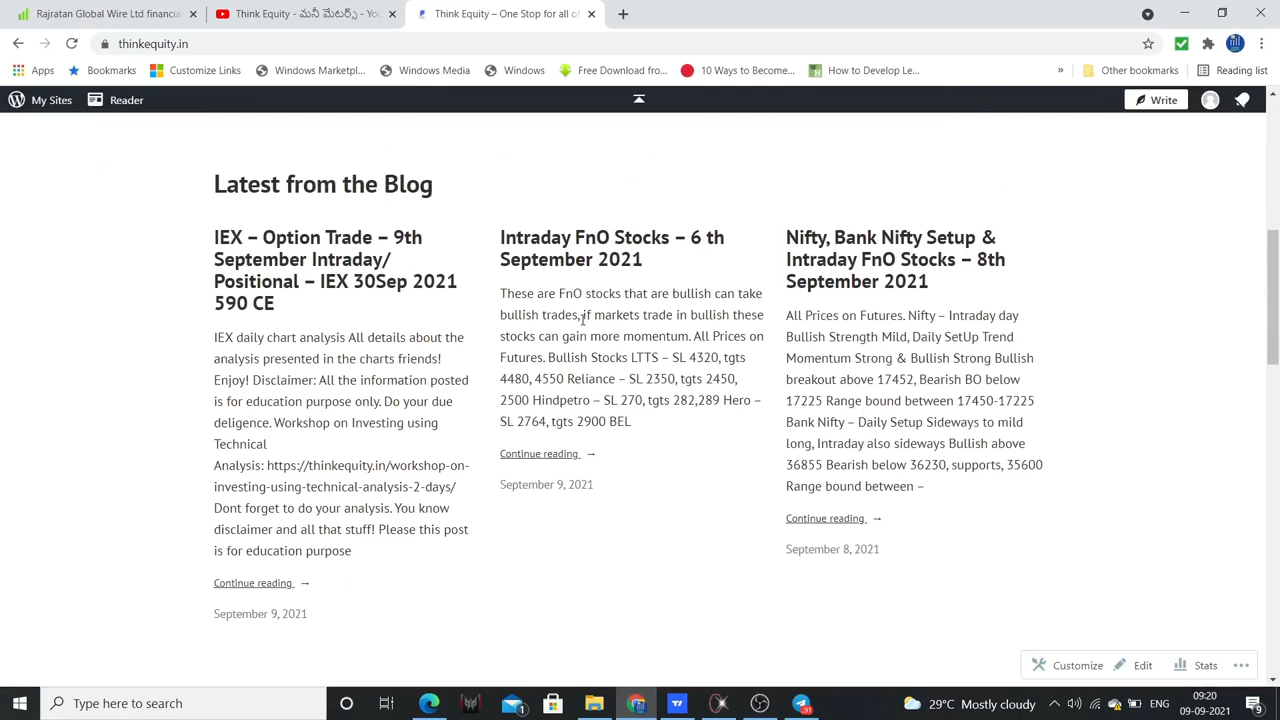 Rajratan Global Wire Ltd financia
YouTube - మనీ మేటర్స్ - Yo
Think Equity – One Stop for all of
thinkequity.in
Apps
Bookmarks
Customize Links
Windows Marketpl...
Windows Media
Windows
Free Download fro...
10 Ways to Become...
How to Develop Le...
»
Other bookmarks
Reading list
My Sites
Reader
Write
Latest from the Blog
IEX – Option Trade – 9th
September Intraday/
Positional – IEX 30Sep 2021
590 CE
IEX daily chart analysis All details about the
analysis presented in the charts friends!
Enjoy! Disclaimer: All the information posted
is for education purpose only. Do your due
deligence. Workshop on Investing using
Technical
Analysis: https://thinkequity.in/workshop-on-
investing-using-technical-analysis-2-days/
Dont forget to do your analysis. You know
disclaimer and all that stuff! Please this post
is for education purpose
Continue reading →
September 9, 2021
Intraday FnO Stocks – 6 th
September 2021
These are FnO stocks that are bullish can take
bullish trades, if markets trade in bullish these
stocks can gain more momentum. All Prices on
Futures. Bullish Stocks LTTS – SL 4320, tgts
4480, 4550 Reliance – SL 2350, tgts 2450,
2500 Hindpetro – SL 270, tgts 282,289 Hero –
SL 2764, tgts 2900 BEL
Continue reading →
September 9, 2021
Nifty, Bank Nifty Setup &
Intraday FnO Stocks – 8th
September 2021
All Prices on Futures. Nifty – Intraday day
Bullish Strength Mild, Daily SetUp Trend
Momentum Strong & Bullish Strong Bullish
breakout above 17452, Bearish BO below
17225 Range bound between 17450-17225
Bank Nifty – Daily Setup Sideways to mild
long, Intraday also sideways Bullish above
36855 Bearish below 36230, supports, 35600
Range bound between –
Continue reading →
September 8, 2021
Customize
Edit
Stats
Type here to search
29°C Mostly cloudy
09:20
09-09-2021